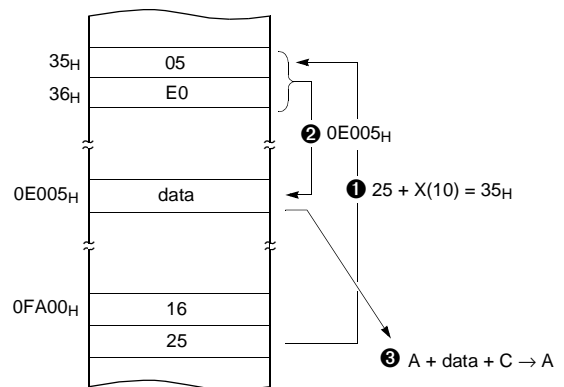 35H 05
36H E0
❷ 0E005H
0E005H data
❶ 25 + X(10) = 35H
0FA00H 16
25
❸ A + data + C → A